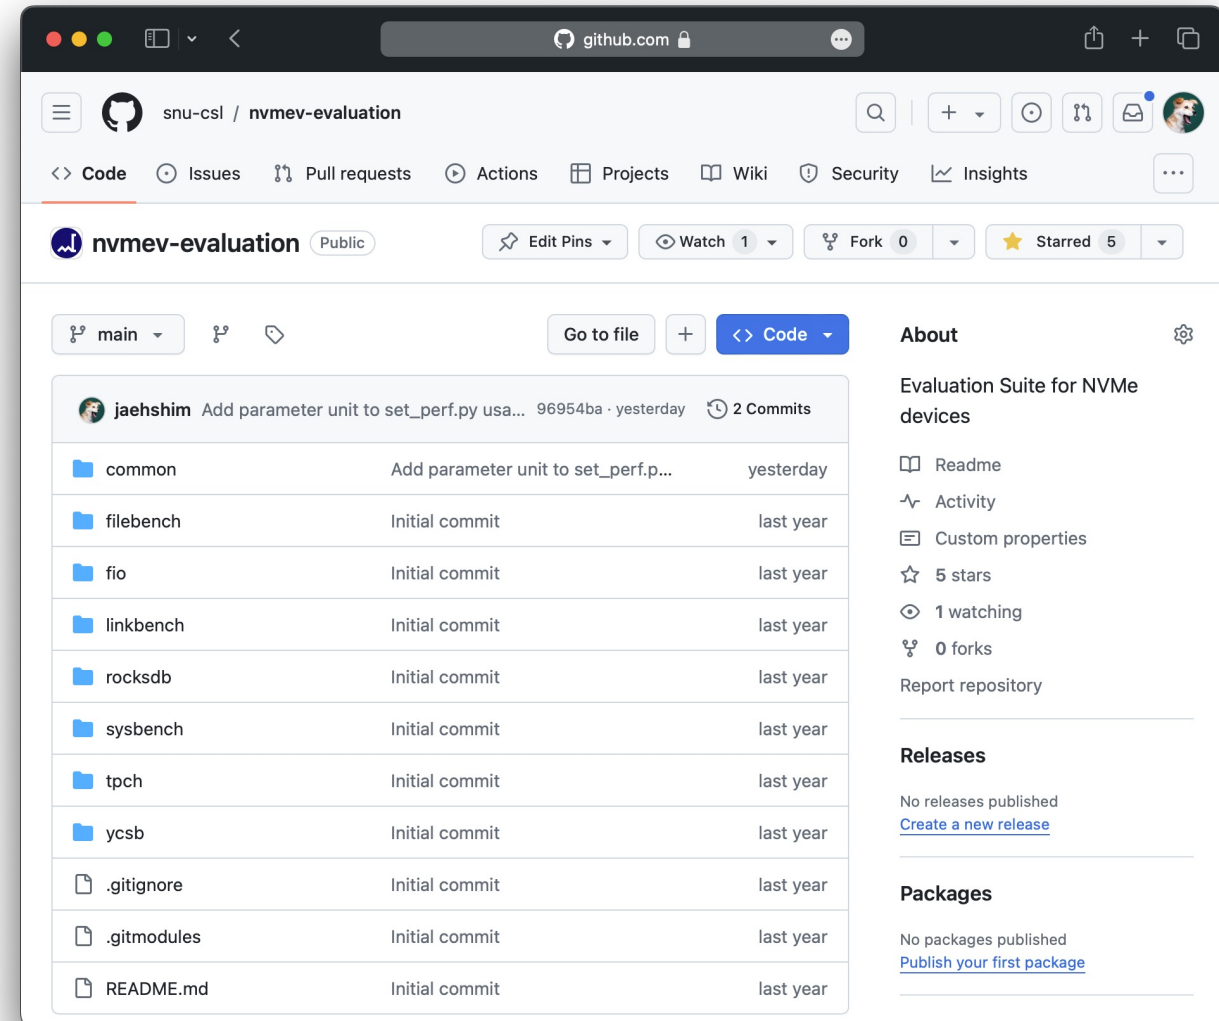 github.com
snu-csl / nvmev-evaluation
Code Issues Pull requests Actions Projects Wiki Security Insights
nvmev-evaluation Public Edit Pins Watch 1 Fork 0 Starred 5
main Go to file Code
jaehshim Add parameter unit to set_perf.py usa... 96954ba · yesterday 2 Commits
common Add parameter unit to set_perf.p... yesterday
filebench Initial commit last year
fio Initial commit last year
linkbench Initial commit last year
rocksdb Initial commit last year
sysbench Initial commit last year
tpch Initial commit last year
ycsb Initial commit last year
.gitignore Initial commit last year
.gitmodules Initial commit last year
README.md Initial commit last year
About
Evaluation Suite for NVMe
devices
Readme
Activity
Custom properties
5 stars
1 watching
0 forks
Report repository
Releases
No releases published
Create a new release
Packages
No packages published
Publish your first package